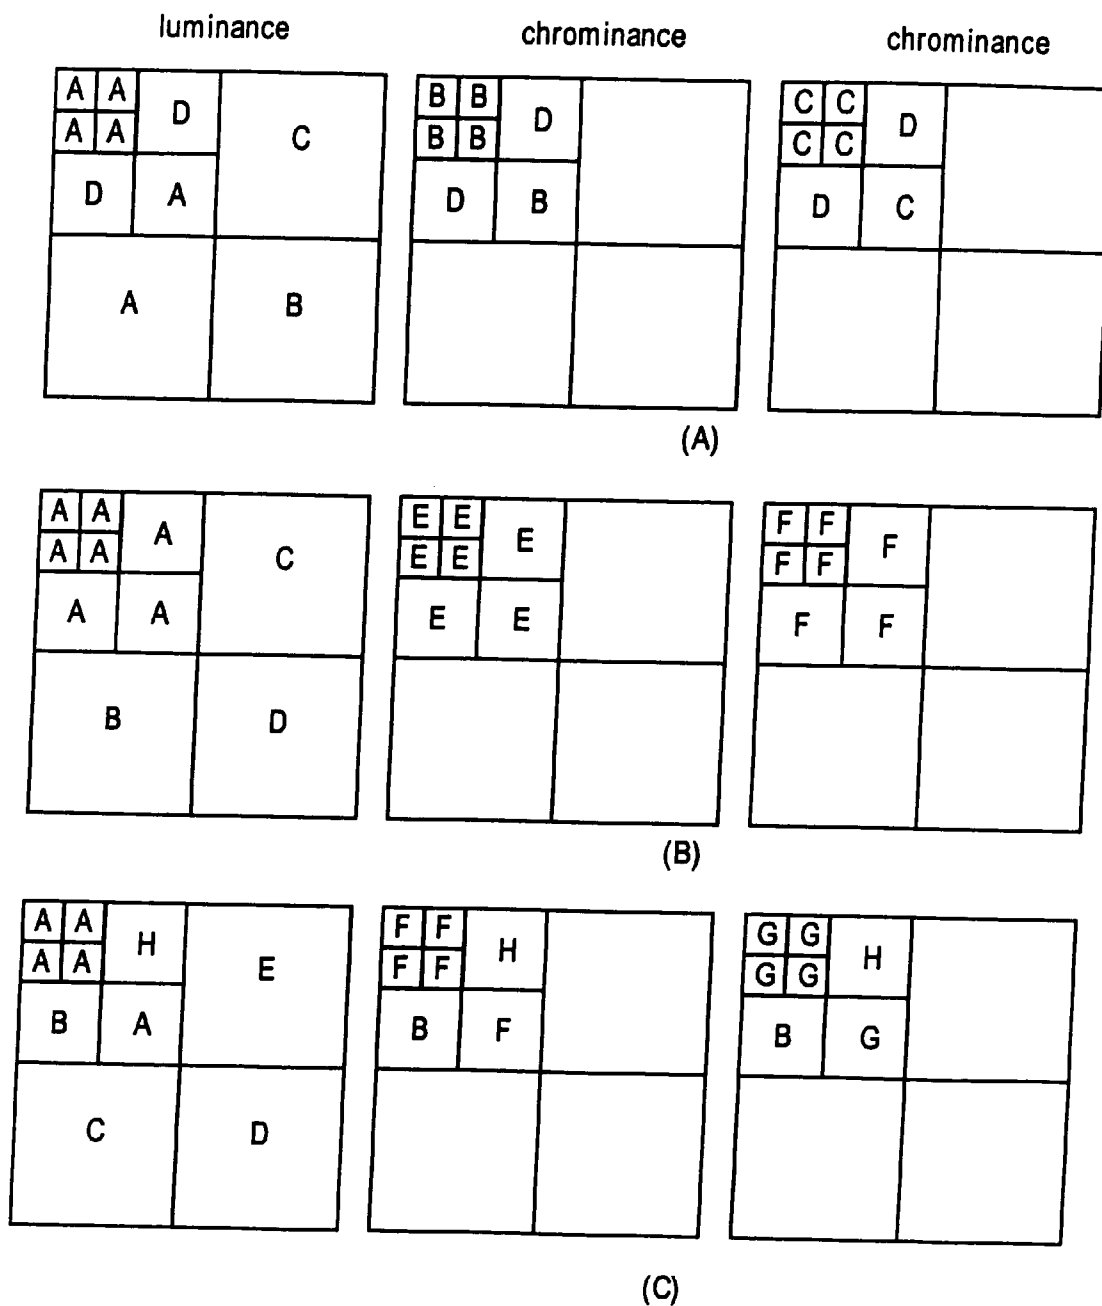 luminance chrominance chrominance
A A D C B B D C C D
A A B B C C
D A D B D C
A B
(A)
A A A C E E E F F F
A A E E F F
A A E E F F
B D
(B)
A A H E F F H G G H
A A F F G G
B A B F B G
C D
(C)